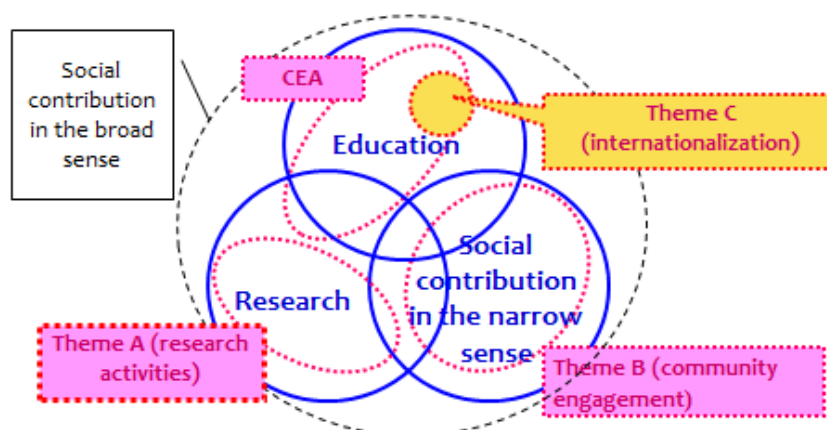 Social
contribution
in the broad
sense
CEA
Theme C
(internationalization)
Education
Social
contribution
in the narrow
sense
Research
Theme A (research
activities)
Theme B (community
engagement)